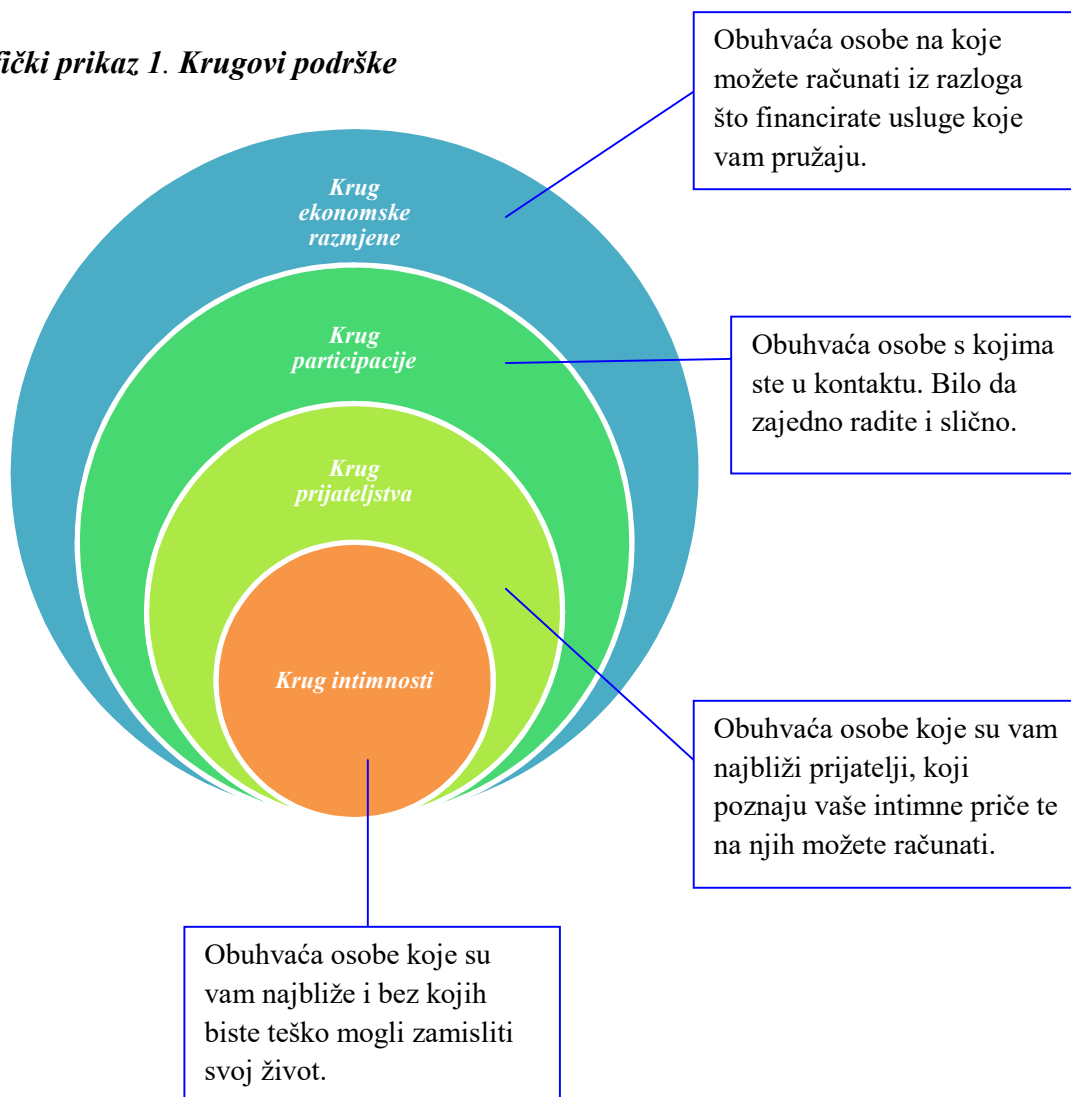 fički prikaz 1. Krugovi podrške
Obuhvaća osobe na koje
možete računati iz razloga
što financirate usluge koje
vam pružaju.
Krug
ekonomske
razmjene
Krug
participacije
Obuhvaća osobe s kojima
ste u kontaktu. Bilo da
zajedno radite i slično.
Krug
prijateljstva
Krug intimnosti
Obuhvaća osobe koje su vam
najbliži prijatelji, koji
poznaju vaše intimne priče te
na njih možete računati.
Obuhvaća osobe koje su
vam najbliže i bez kojih
biste teško mogli zamisliti
svoj život.